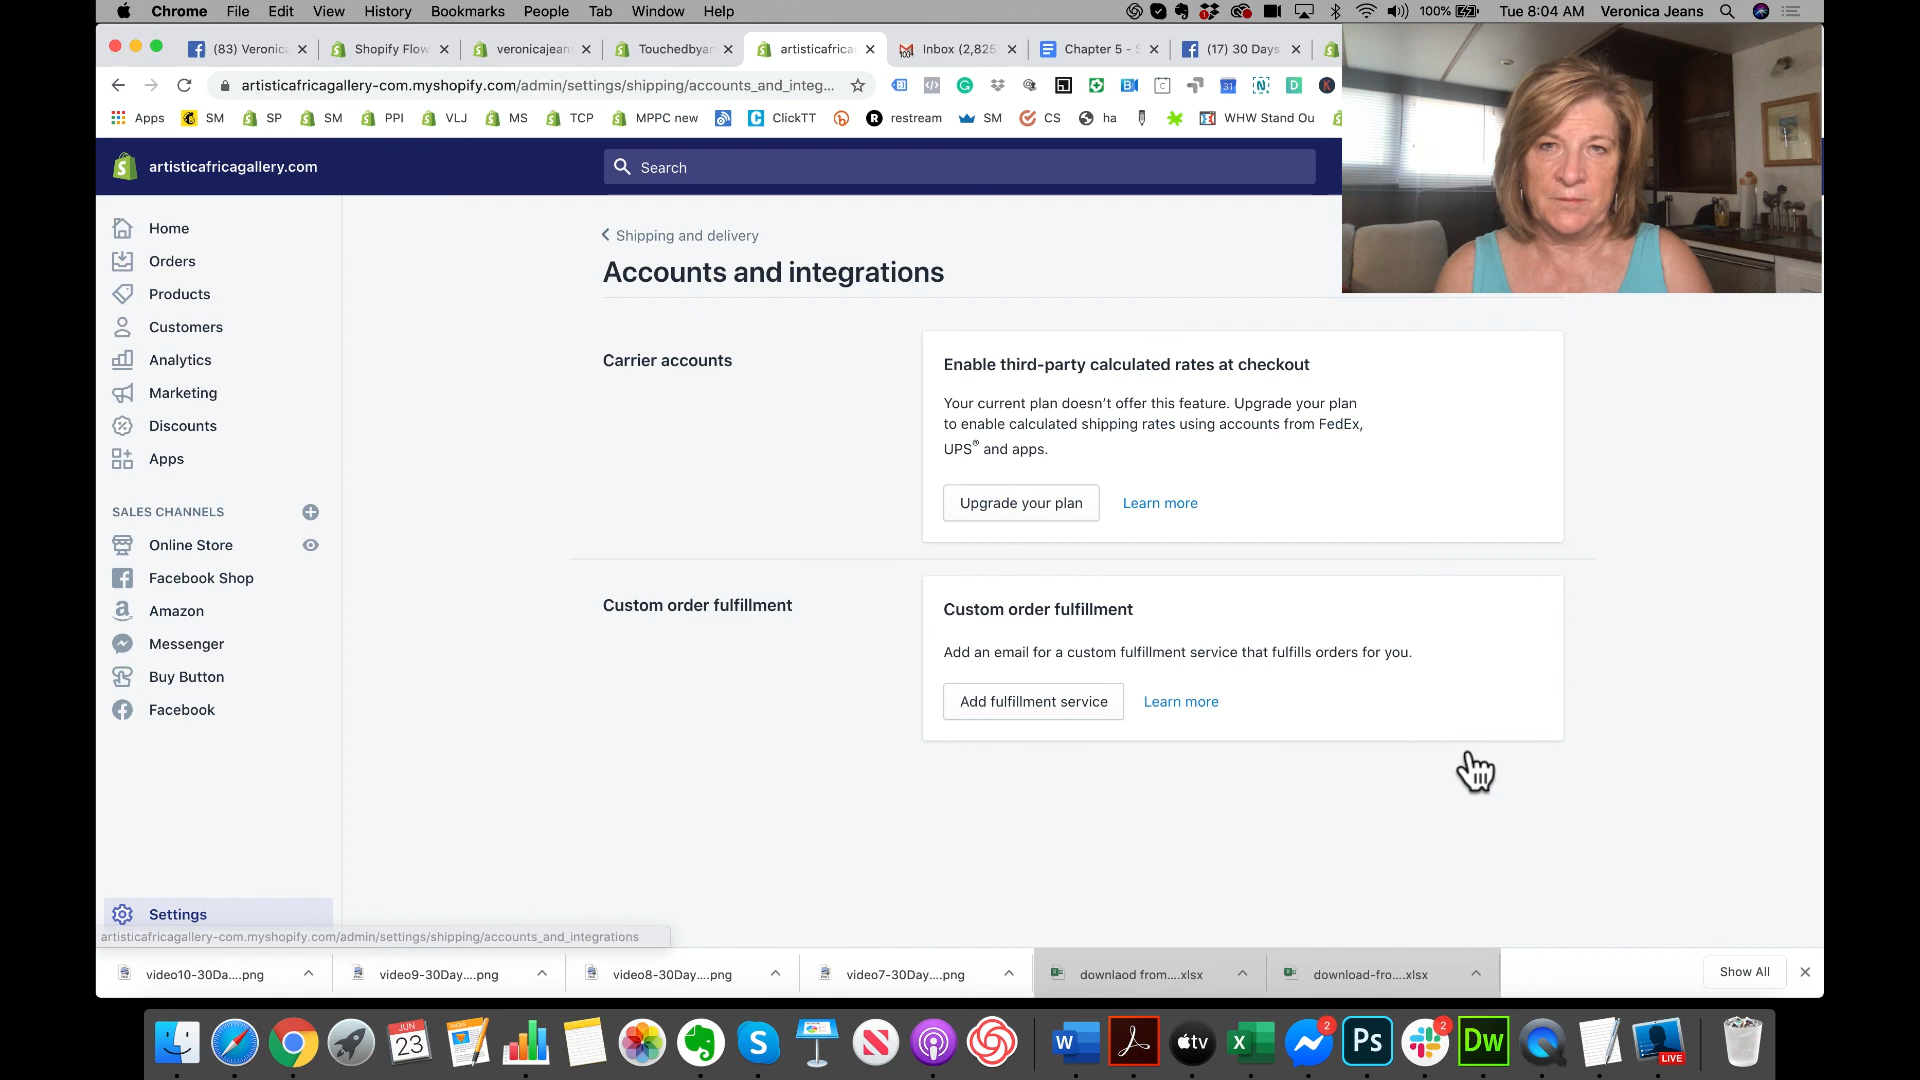 Chrome File Edit View History Bookmarks People Tab Window Help 100% Tue 8:04 AM Veronica Jeans
(83) Veronic Shopify Flow veronicajean Touchedbyan artisticafrica Inbox (2,825 Chapter 5 - S (17) 30 Days
artisticafricagallery-com.myshopify.com/admin/settings/shipping/accounts_and_integ...
Apps SM SP SM PPI VLJ MS TCP MPPC new ClickTT restream SM CS ha WHW Stand Ou
artisticafricagallery.com
Search
Home
Orders
Products
Customers
Analytics
Marketing
Discounts
Apps
SALES CHANNELS
Online Store
Facebook Shop
Amazon
Messenger
Buy Button
Facebook
Settings
Shipping and delivery
Accounts and integrations
Carrier accounts
Enable third-party calculated rates at checkout
Your current plan doesn't offer this feature. Upgrade your plan
to enable calculated shipping rates using accounts from FedEx,
UPS® and apps.
Upgrade your plan Learn more
Custom order fulfillment
Custom order fulfillment
Add an email for a custom fulfillment service that fulfills orders for you.
Add fulfillment service Learn more
artisticafricagallery-com.myshopify.com/admin/settings/shipping/accounts_and_integrations
video10-30Da....png video9-30Day....png video8-30Day....png video7-30Day....png downlaod from....xlsx download-fro....xlsx Show All
JUN
23
tv
2
Ps
2
Dw
LIVE